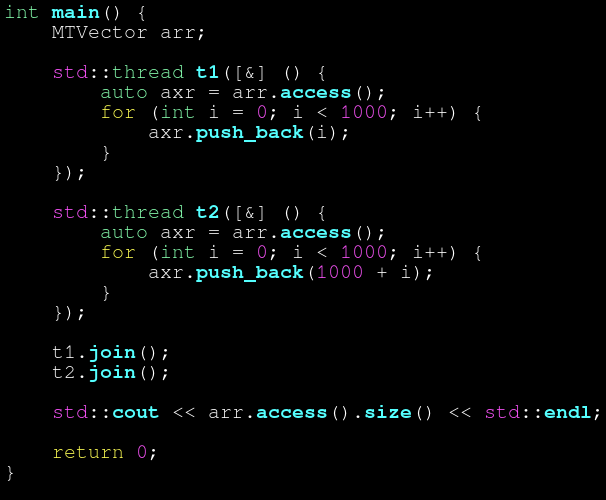 int main() {
    MTVector arr;

    std::thread t1([&] () {
        auto axr = arr.access();
        for (int i = 0; i < 1000; i++) {
            axr.push_back(i);
        }
    });

    std::thread t2([&] () {
        auto axr = arr.access();
        for (int i = 0; i < 1000; i++) {
            axr.push_back(1000 + i);
        }
    });

    t1.join();
    t2.join();

    std::cout << arr.access().size() << std::endl;

    return 0;
}